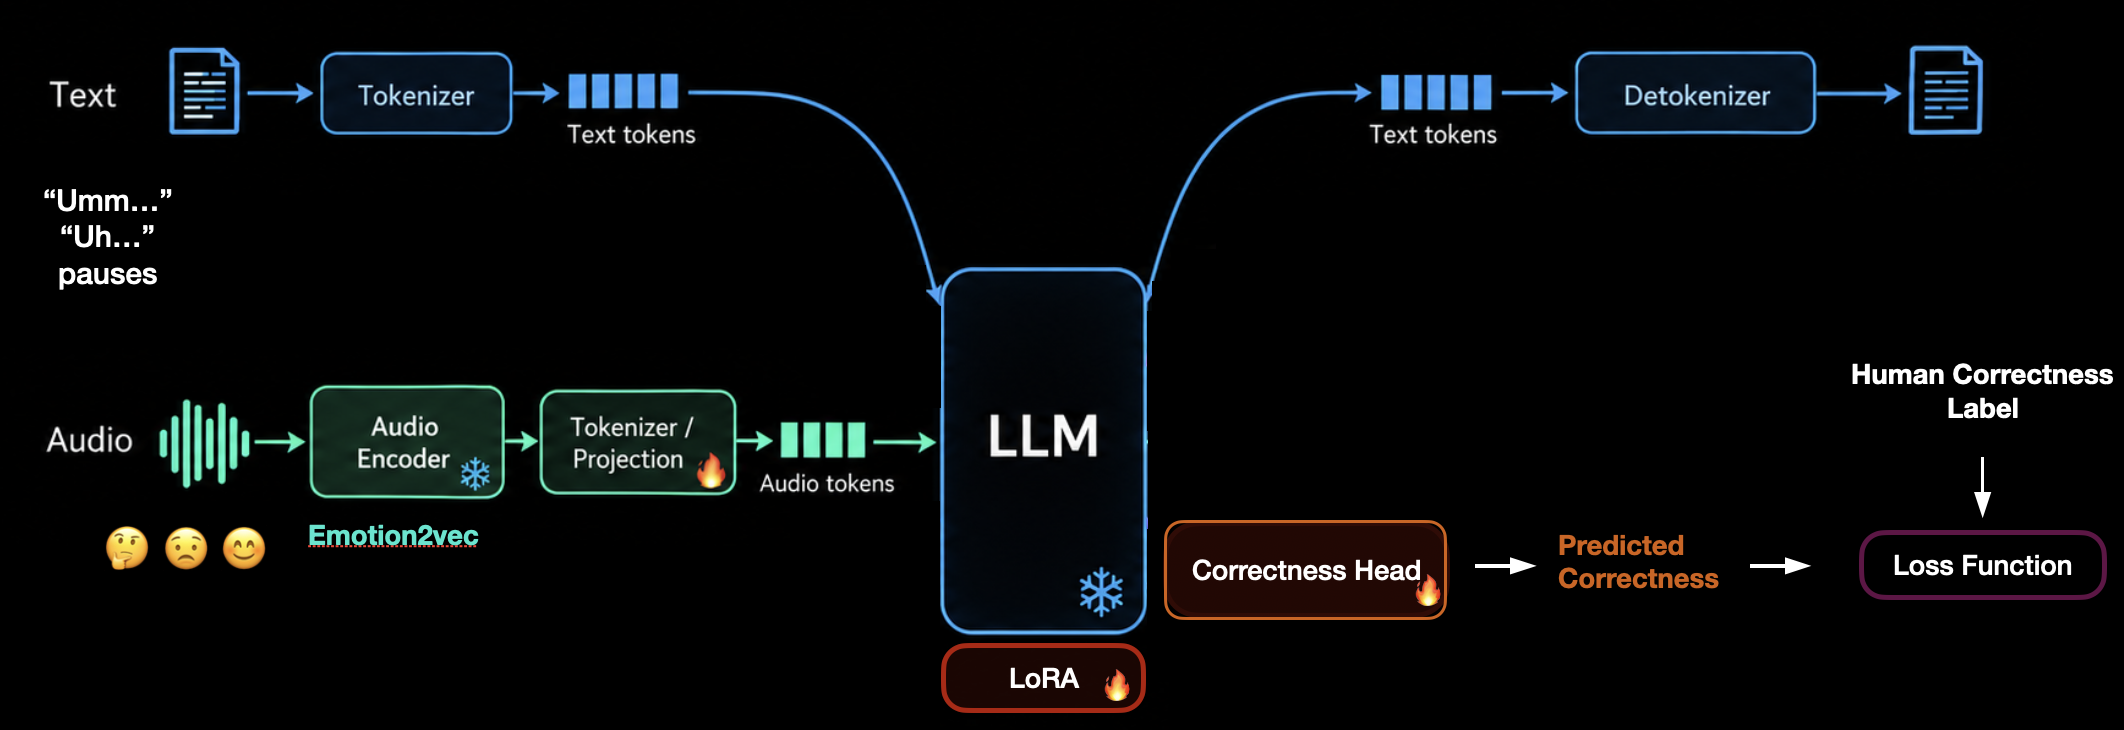 Text
Tokenizer
Text tokens
Text tokens
Detokenizer
“Umm...”
“Uh...”
pauses
Audio
Audio
Encoder
Tokenizer /
Projection
Audio tokens
Emotion2vec
LLM
LoRA
Correctness Head
Predicted
Correctness
Human Correctness
Label
Loss Function